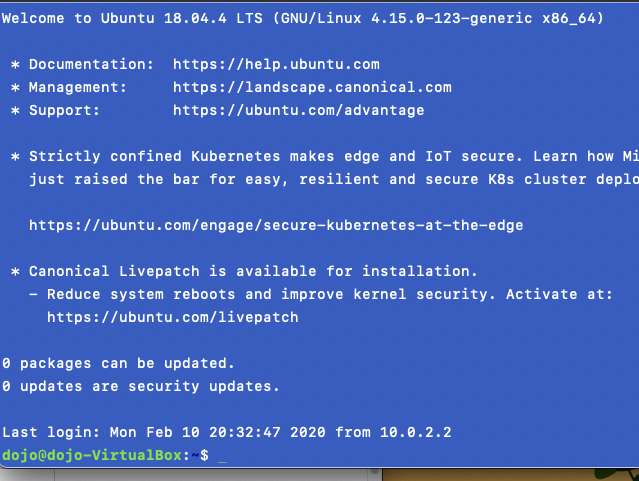 Welcome to Ubuntu 18.04.4 LTS (GNU/Linux 4.15.0-123-generic x86_64)
* Documentation: https://help.ubuntu.com
* Management: https://landscape.canonical.com
* Support: https://ubuntu.com/advantage
* Strictly confined Kubernetes makes edge and IoT secure. Learn how Mi
just raised the bar for easy, resilient and secure K8s cluster deplo
https://ubuntu.com/engage/secure-kubernetes-at-the-edge
* Canonical Livepatch is available for installation.
- Reduce system reboots and improve kernel security. Activate at:
https://ubuntu.com/livepatch
0 packages can be updated.
0 updates are security updates.
Last login: Mon Feb 10 20:32:47 2020 from 10.0.2.2
dojo@dojo-VirtualBox:~$ _